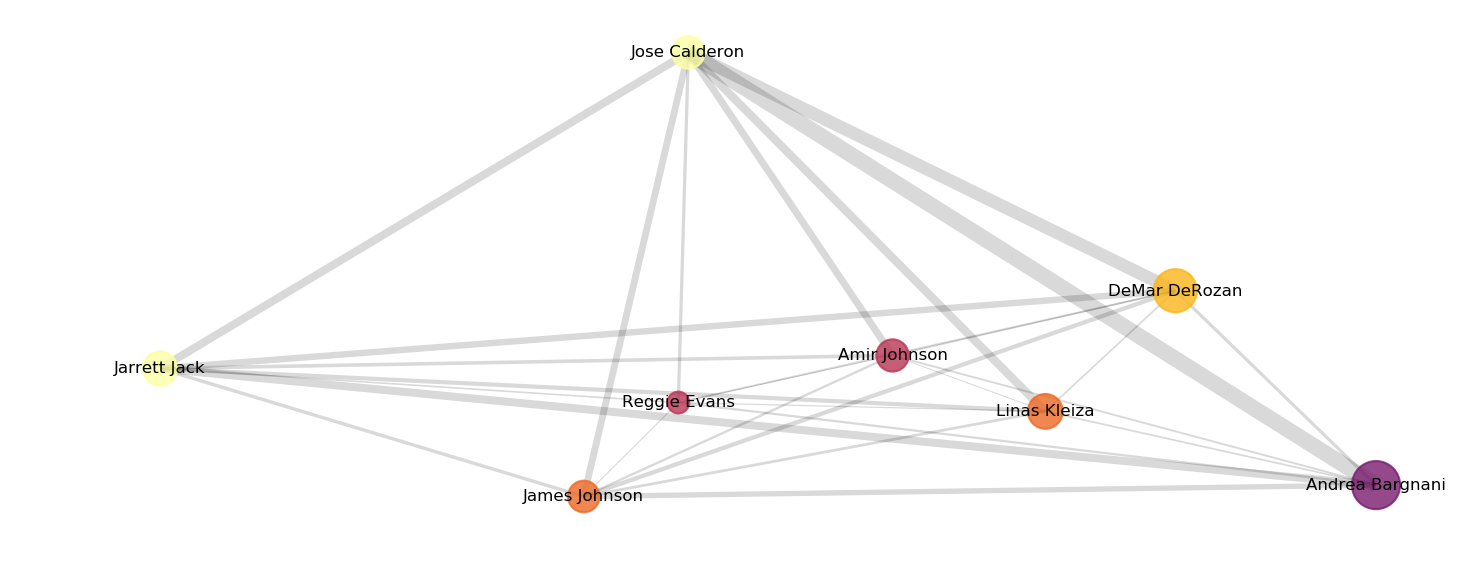 Jose Calderon
DeMar DeRozan
Amir Johnson
Jarrett Jack
Reggie Evans
Linas Kleiza
Andrea Bargnani
James Johnson